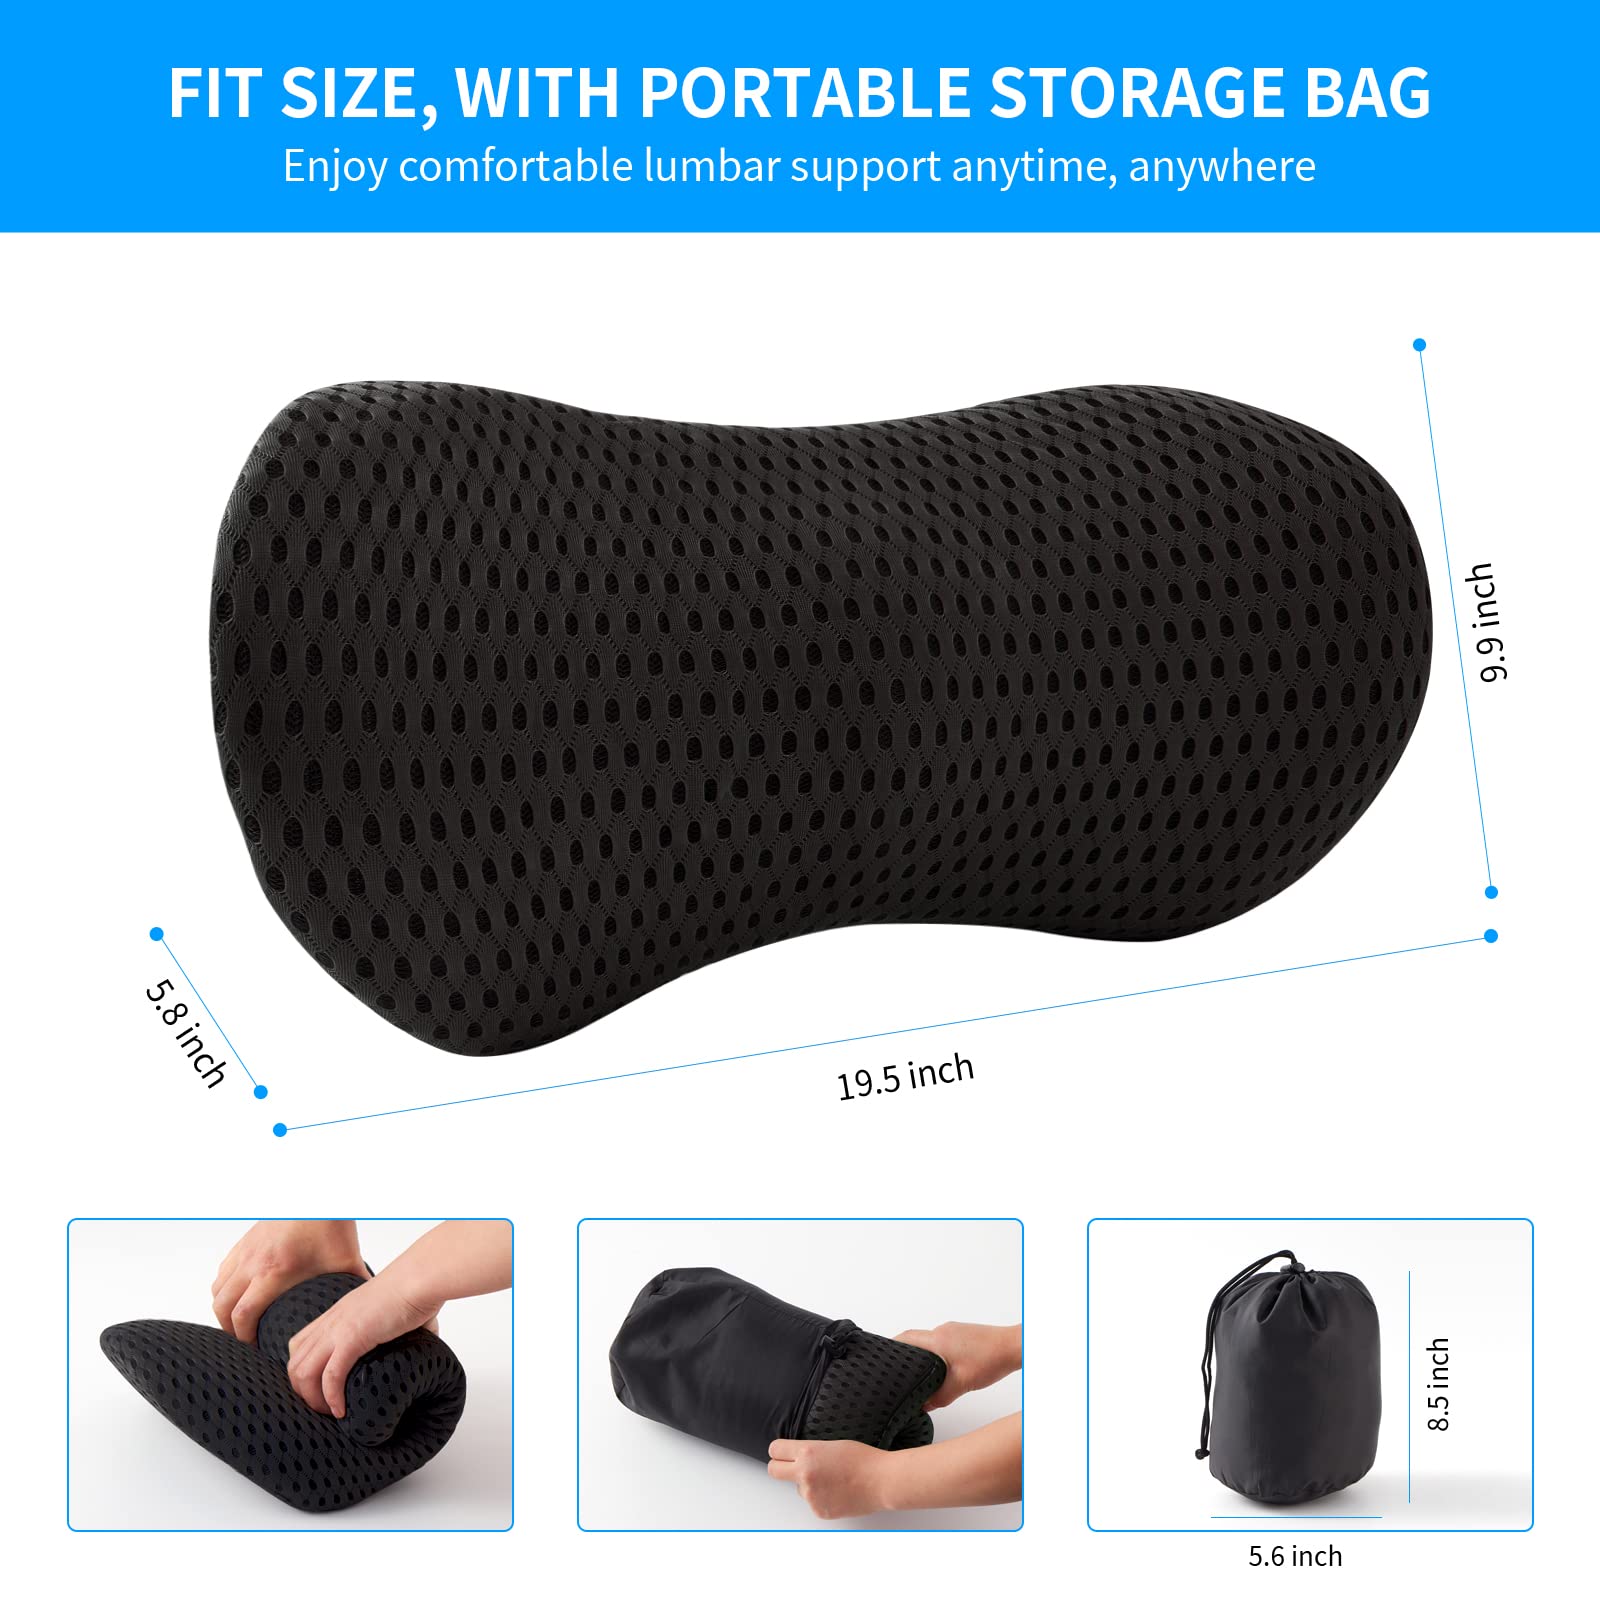 FIT SIZE, WITH PORTABLE STORAGE BAG
Enjoy comfortable lumbar support anytime, anywhere
9.9 inch
5.8 inch
19.5 inch
8.5 inch
5.6 inch